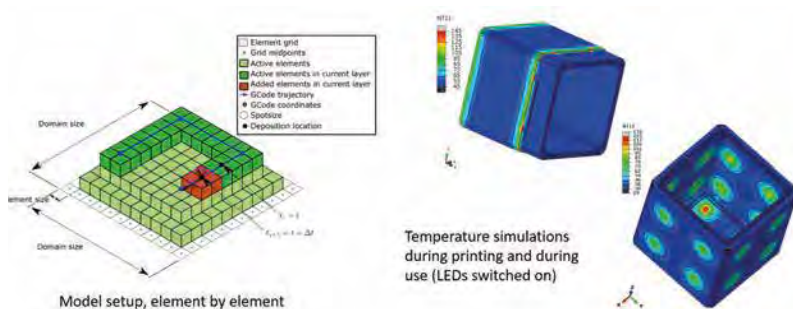 Element grid
Grid midpoints
Active elements
Active elements in current layer
Added elements in current layer
GCode trajectory
GCode coordinates
Spotsize
Deposition location
Domain size
element size
Domain size
Model setup, element by element
NT11
NT11
Temperature simulations
during printing and during
use (LEDs switched on)